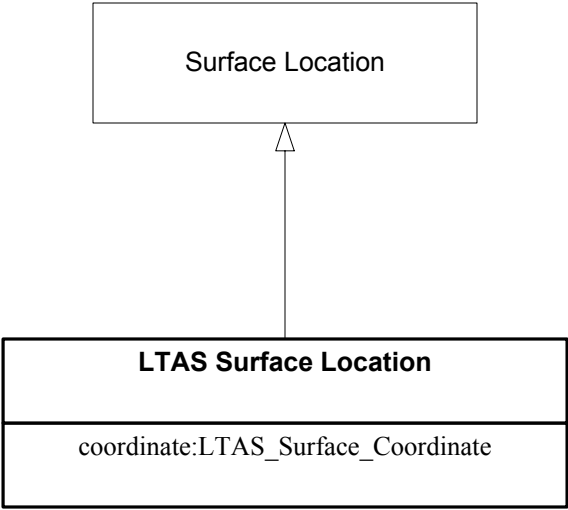 Surface Location
LTAS Surface Location
coordinate:LTAS_Surface_Coordinate